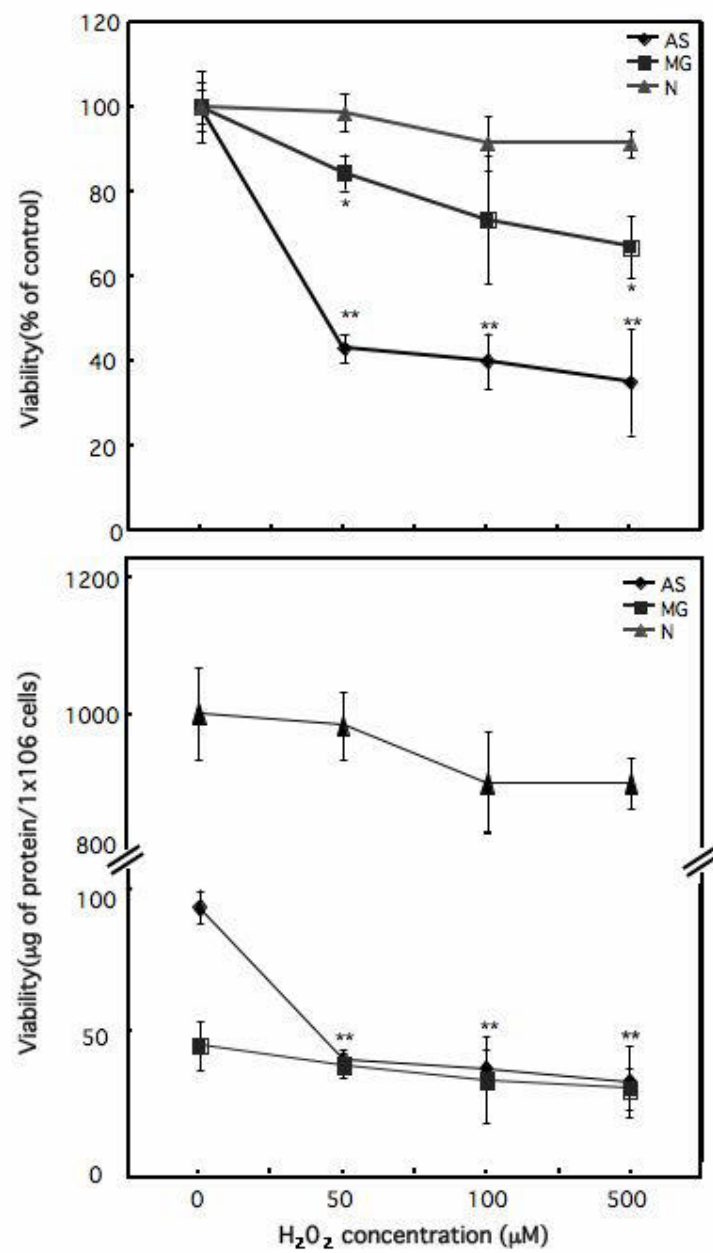 120
100
80
60
40
20
0
Viability(% of control)
AS
MG
N
*
*
**
**
**
1200
1000
800
100
50
0
Viability(μg of protein/1x106 cells)
AS
MG
N
**
**
**
0 50 100 500
H₂O₂ concentration (μM)